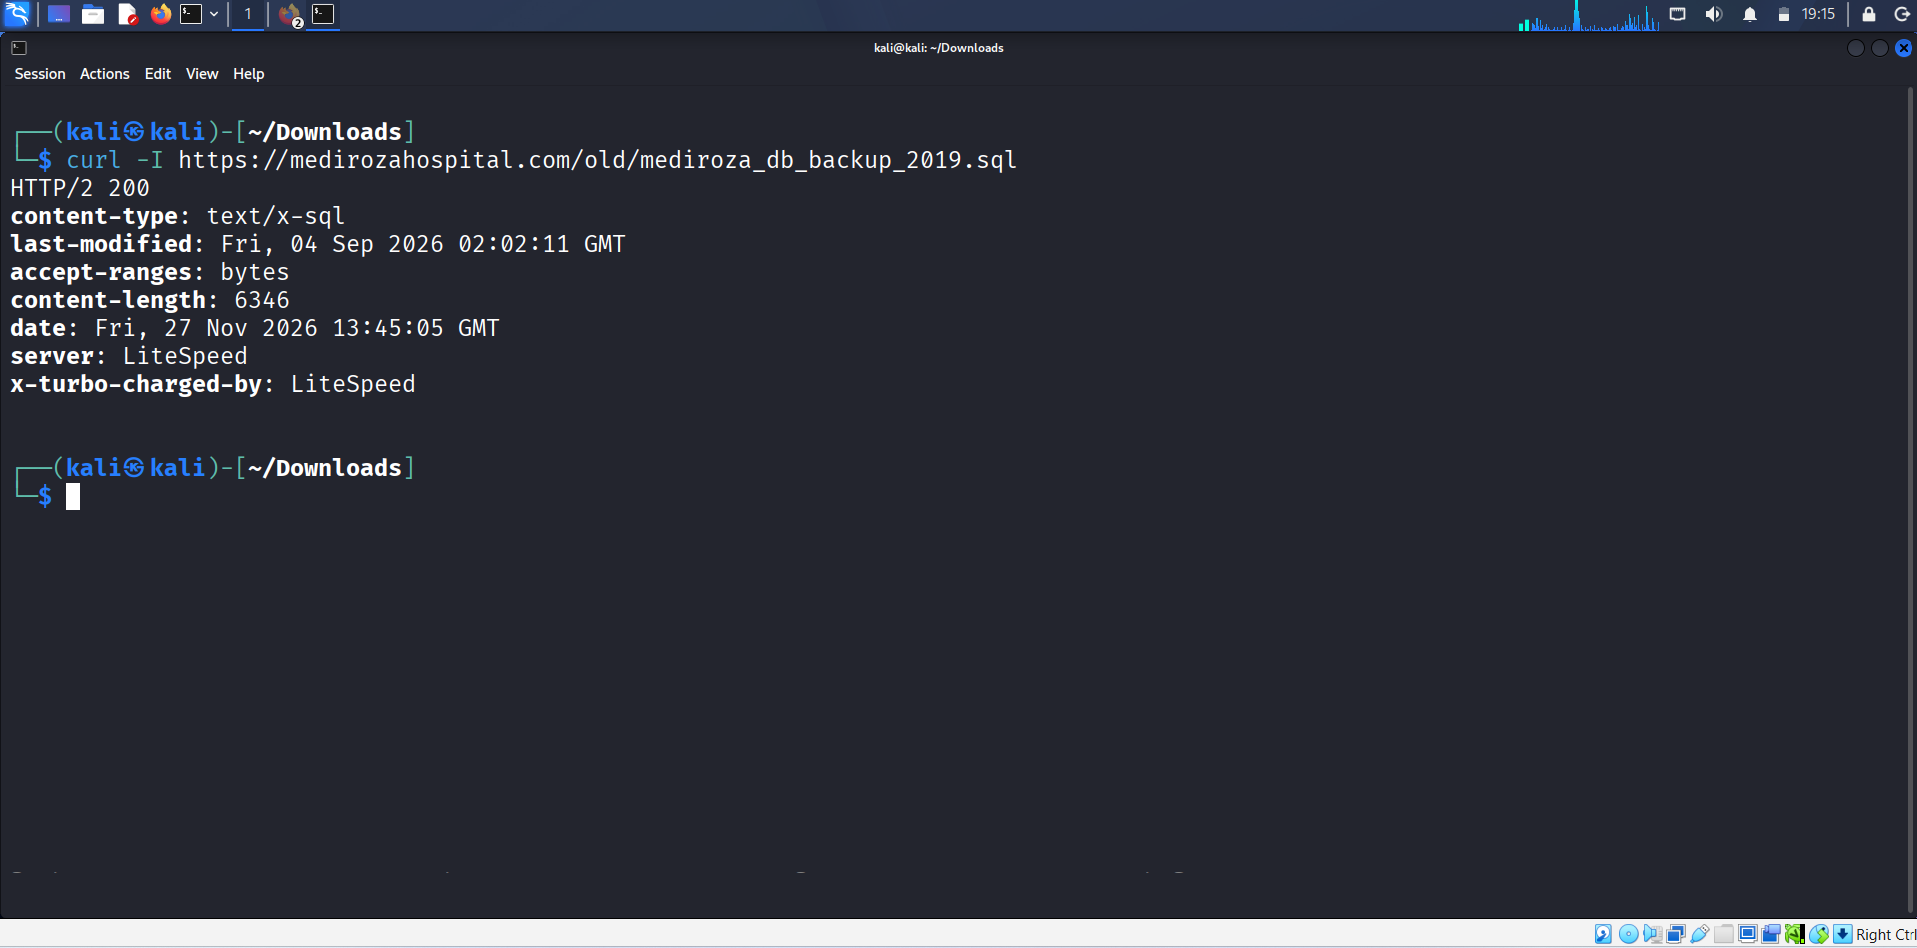 1
2
19:15
kali@kali: ~/Downloads
Session Actions Edit View Help
┌──(kali㉿kali)-[~/Downloads]
└─$ curl -I https://medirozahospital.com/old/mediroza_db_backup_2019.sql
HTTP/2 200
content-type: text/x-sql
last-modified: Fri, 04 Sep 2026 02:02:11 GMT
accept-ranges: bytes
content-length: 6346
date: Fri, 27 Nov 2026 13:45:05 GMT
server: LiteSpeed
x-turbo-charged-by: LiteSpeed
┌──(kali㉿kali)-[~/Downloads]
└─$
Right Ctrl